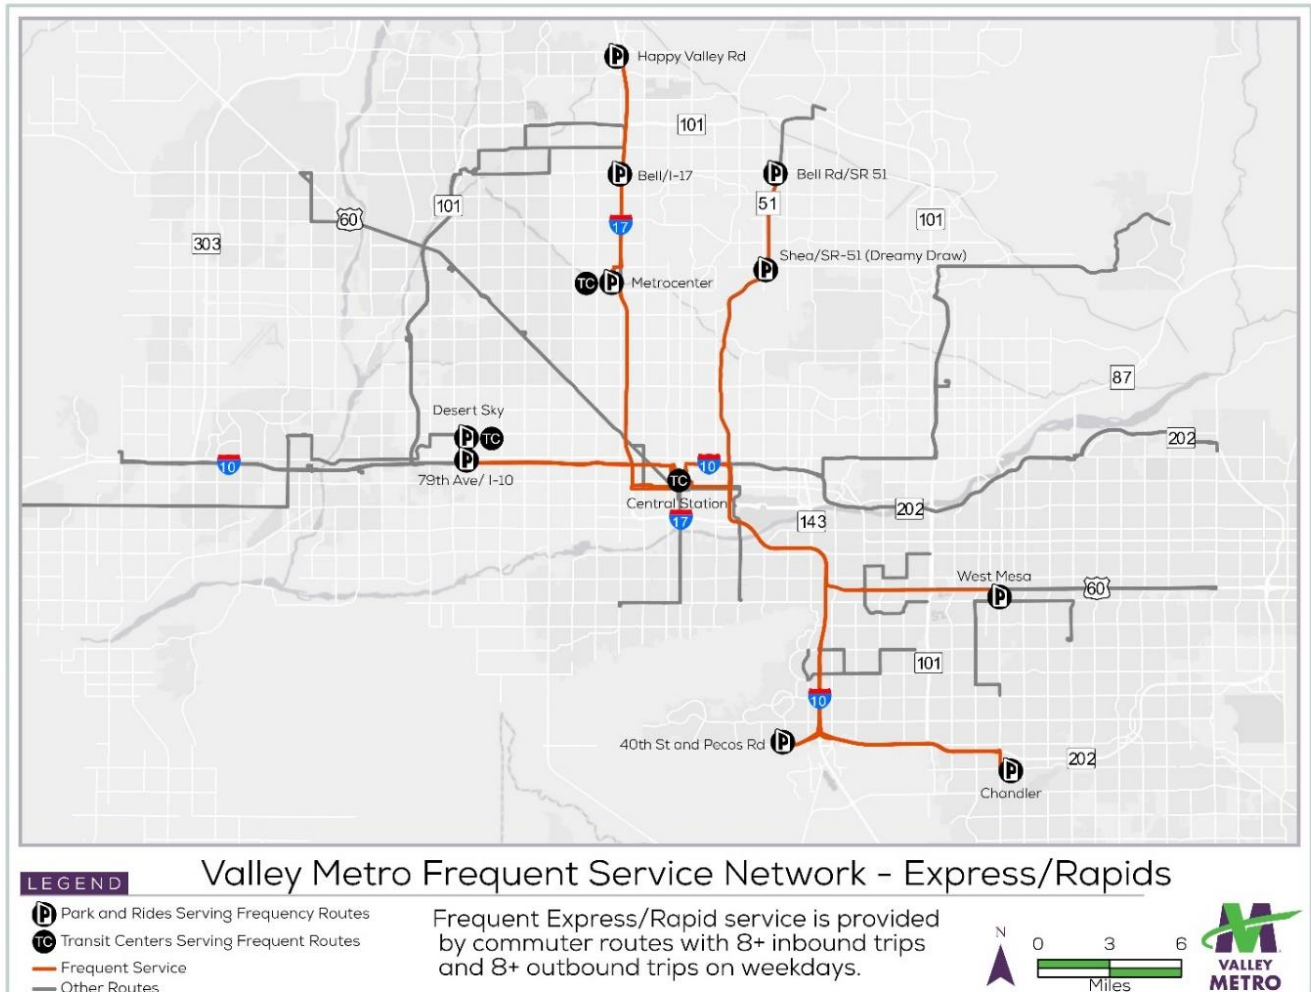 Happy Valley Rd
101
Bell/I-17
Bell Rd/SR 51
60
101
51
101
303
17
Shea/SR-51 (Dreamy Draw)
TC
Metrocenter
87
Desert Sky
TC
202
10
79th Ave/ I-10
10
TC
Central Station
202
17
143
West Mesa
60
101
10
40th St and Pecos Rd
202
Chandler
Valley Metro Frequent Service Network - Express/Rapids
LEGEND
P Park and Rides Serving Frequency Routes
TC Transit Centers Serving Frequent Routes
Frequent Service
Other Routes
Frequent Express/Rapid service is provided
by commuter routes with 8+ inbound trips
and 8+ outbound trips on weekdays.
N
0 3 6
Miles
VALLEY
METRO